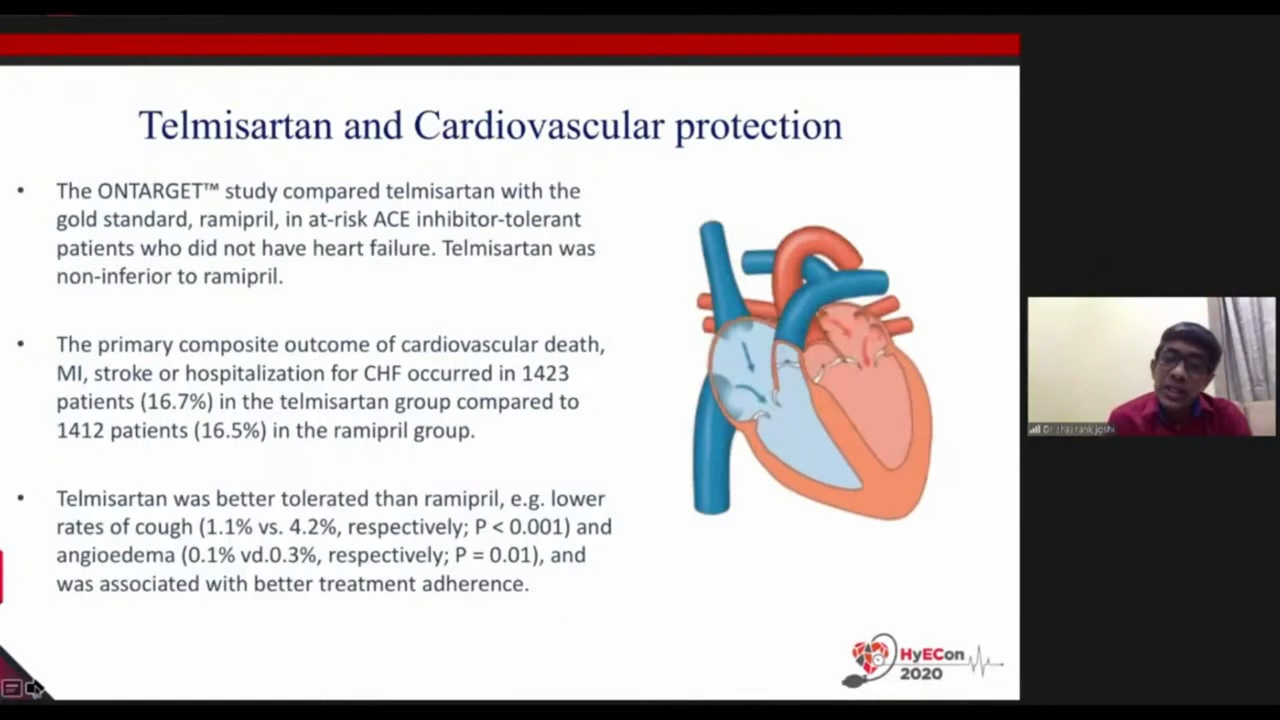 Telmisartan and Cardiovascular protection
• The ONTARGET™ study compared telmisartan with the
gold standard, ramipril, in at-risk ACE inhibitor-tolerant
patients who did not have heart failure. Telmisartan was
non-inferior to ramipril.
• The primary composite outcome of cardiovascular death,
MI, stroke or hospitalization for CHF occurred in 1423
patients (16.7%) in the telmisartan group compared to
1412 patients (16.5%) in the ramipril group.
• Telmisartan was better tolerated than ramipril, e.g. lower
rates of cough (1.1% vs. 4.2%, respectively; P < 0.001) and
angioedema (0.1% vd.0.3%, respectively; P = 0.01), and
was associated with better treatment adherence.
Dr shashank joshi
HyECon
2020